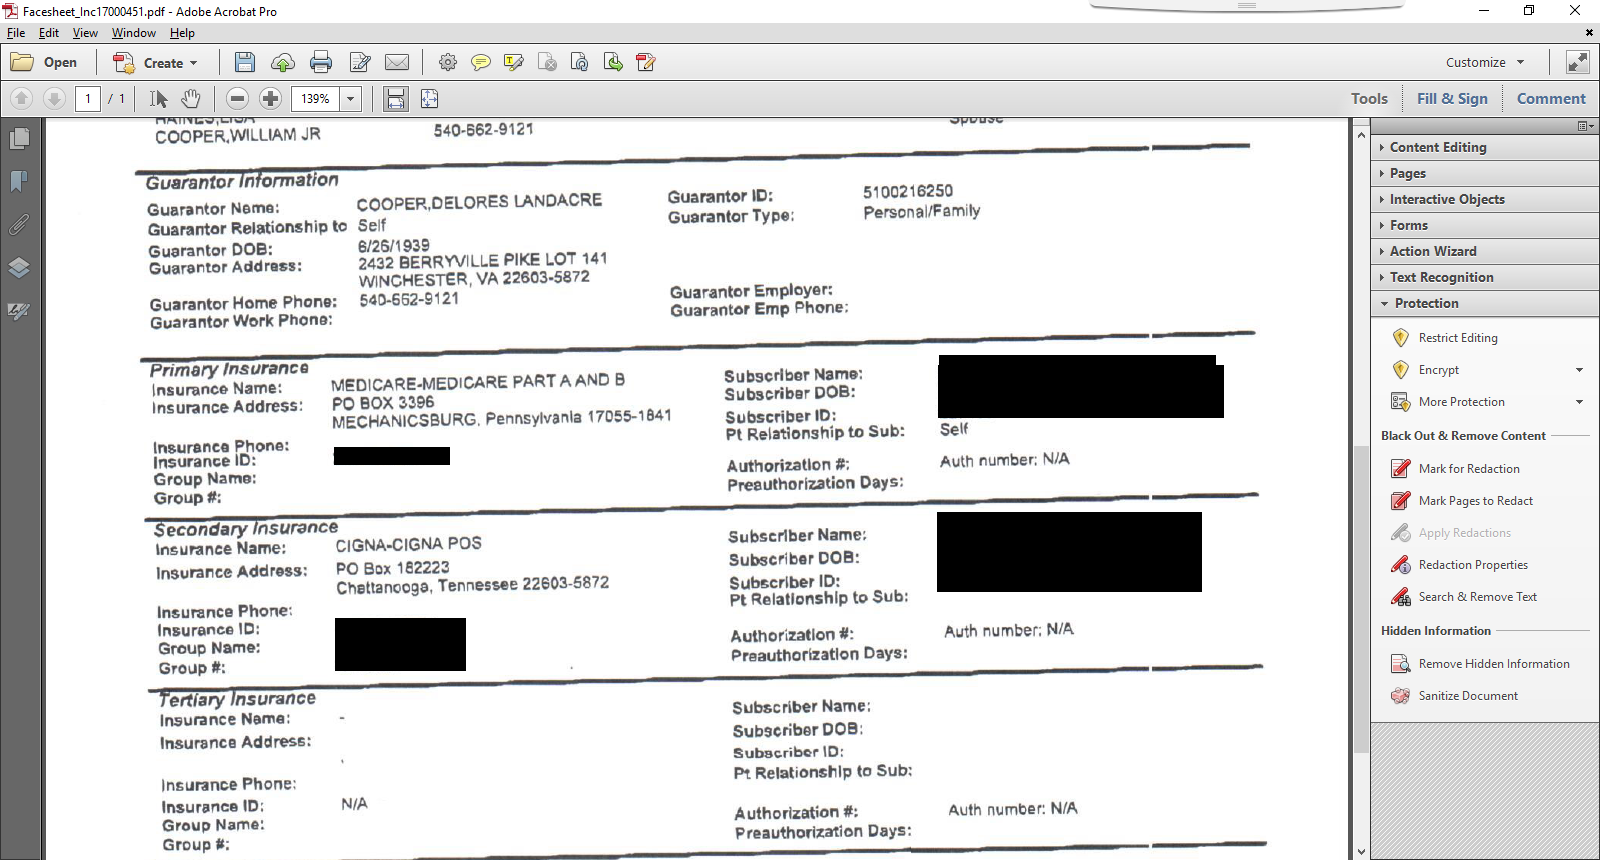 Facesheet_Inc17000451.pdf - Adobe Acrobat Pro
File Edit View Window Help
Open Create Customize
1 / 1 139% Tools Fill & Sign Comment
HAINES,LISA Spouse
COOPER,WILLIAM JR 540-662-9121
Guarantor Information
Guarantor Name: COOPER,DELORES LANDACRE Guarantor ID: 5100216250
Guarantor Relationship to Self Guarantor Type: Personal/Family
Guarantor DOB: 6/26/1939
Guarantor Address: 2432 BERRYVILLE PIKE LOT 141
WINCHESTER, VA 22603-5872
Guarantor Home Phone: 540-662-9121 Guarantor Employer:
Guarantor Work Phone: Guarantor Emp Phone:
Primary Insurance
Insurance Name: MEDICARE-MEDICARE PART A AND B Subscriber Name:
Insurance Address: PO BOX 3396 Subscriber DOB:
MECHANICSBURG, Pennsylvania 17055-1841 Subscriber ID:
Pt Relationship to Sub: Self
Insurance Phone:
Insurance ID: Authorization #: Auth number: N/A
Group Name: Preauthorization Days:
Group #:
Secondary Insurance
Insurance Name: CIGNA-CIGNA POS Subscriber Name:
Insurance Address: PO Box 182223 Subscriber DOB:
Chattanooga, Tennessee 22603-5872 Subscriber ID:
Pt Relationship to Sub:
Insurance Phone:
Insurance ID: Authorization #: Auth number: N/A
Group Name: Preauthorization Days:
Group #:
Tertiary Insurance
Insurance Name: - Subscriber Name:
Insurance Address: Subscriber DOB:
Subscriber ID:
Pt Relationship to Sub:
Insurance Phone:
Insurance ID: N/A Authorization #: Auth number: N/A
Group Name: Preauthorization Days:
Group #:
Content Editing
Pages
Interactive Objects
Forms
Action Wizard
Text Recognition
Protection
Restrict Editing
Encrypt
More Protection
Black Out & Remove Content
Mark for Redaction
Mark Pages to Redact
Apply Redactions
Redaction Properties
Search & Remove Text
Hidden Information
Remove Hidden Information
Sanitize Document